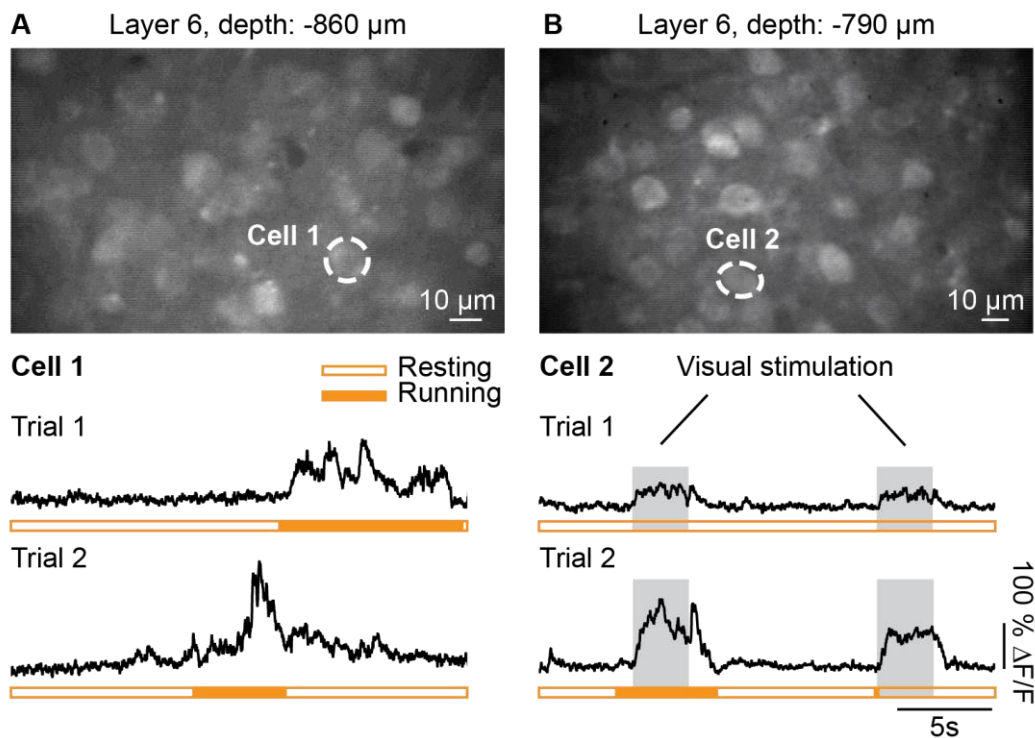 A Layer 6, depth: -860 µm
B Layer 6, depth: -790 µm
Cell 1
10 µm
Cell 2
10 µm
Cell 1
Resting
Running
Trial 1
Trial 2
Cell 2 Visual stimulation
Trial 1
Trial 2
100 % ΔF/F
5s